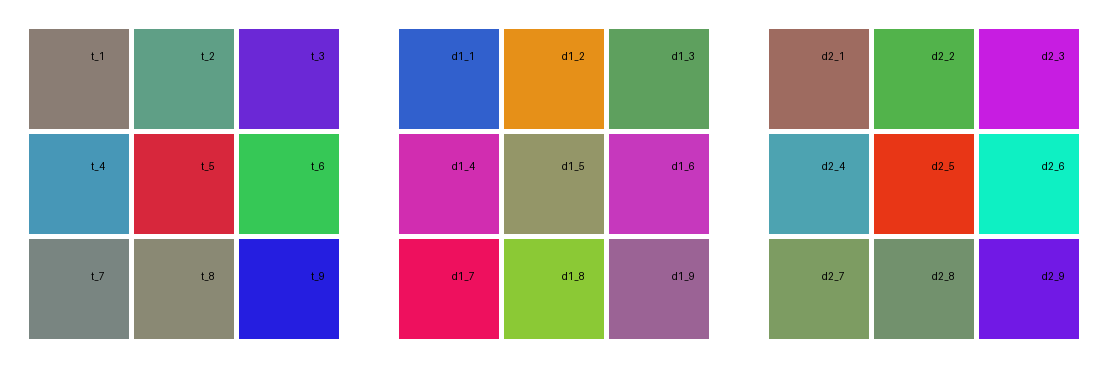 t_1 t_2 t_3 d1_1 d1_2 d1_3 d2_1 d2_2 d2_3
t_4 t_5 t_6 d1_4 d1_5 d1_6 d2_4 d2_5 d2_6
t_7 t_8 t_9 d1_7 d1_8 d1_9 d2_7 d2_8 d2_9